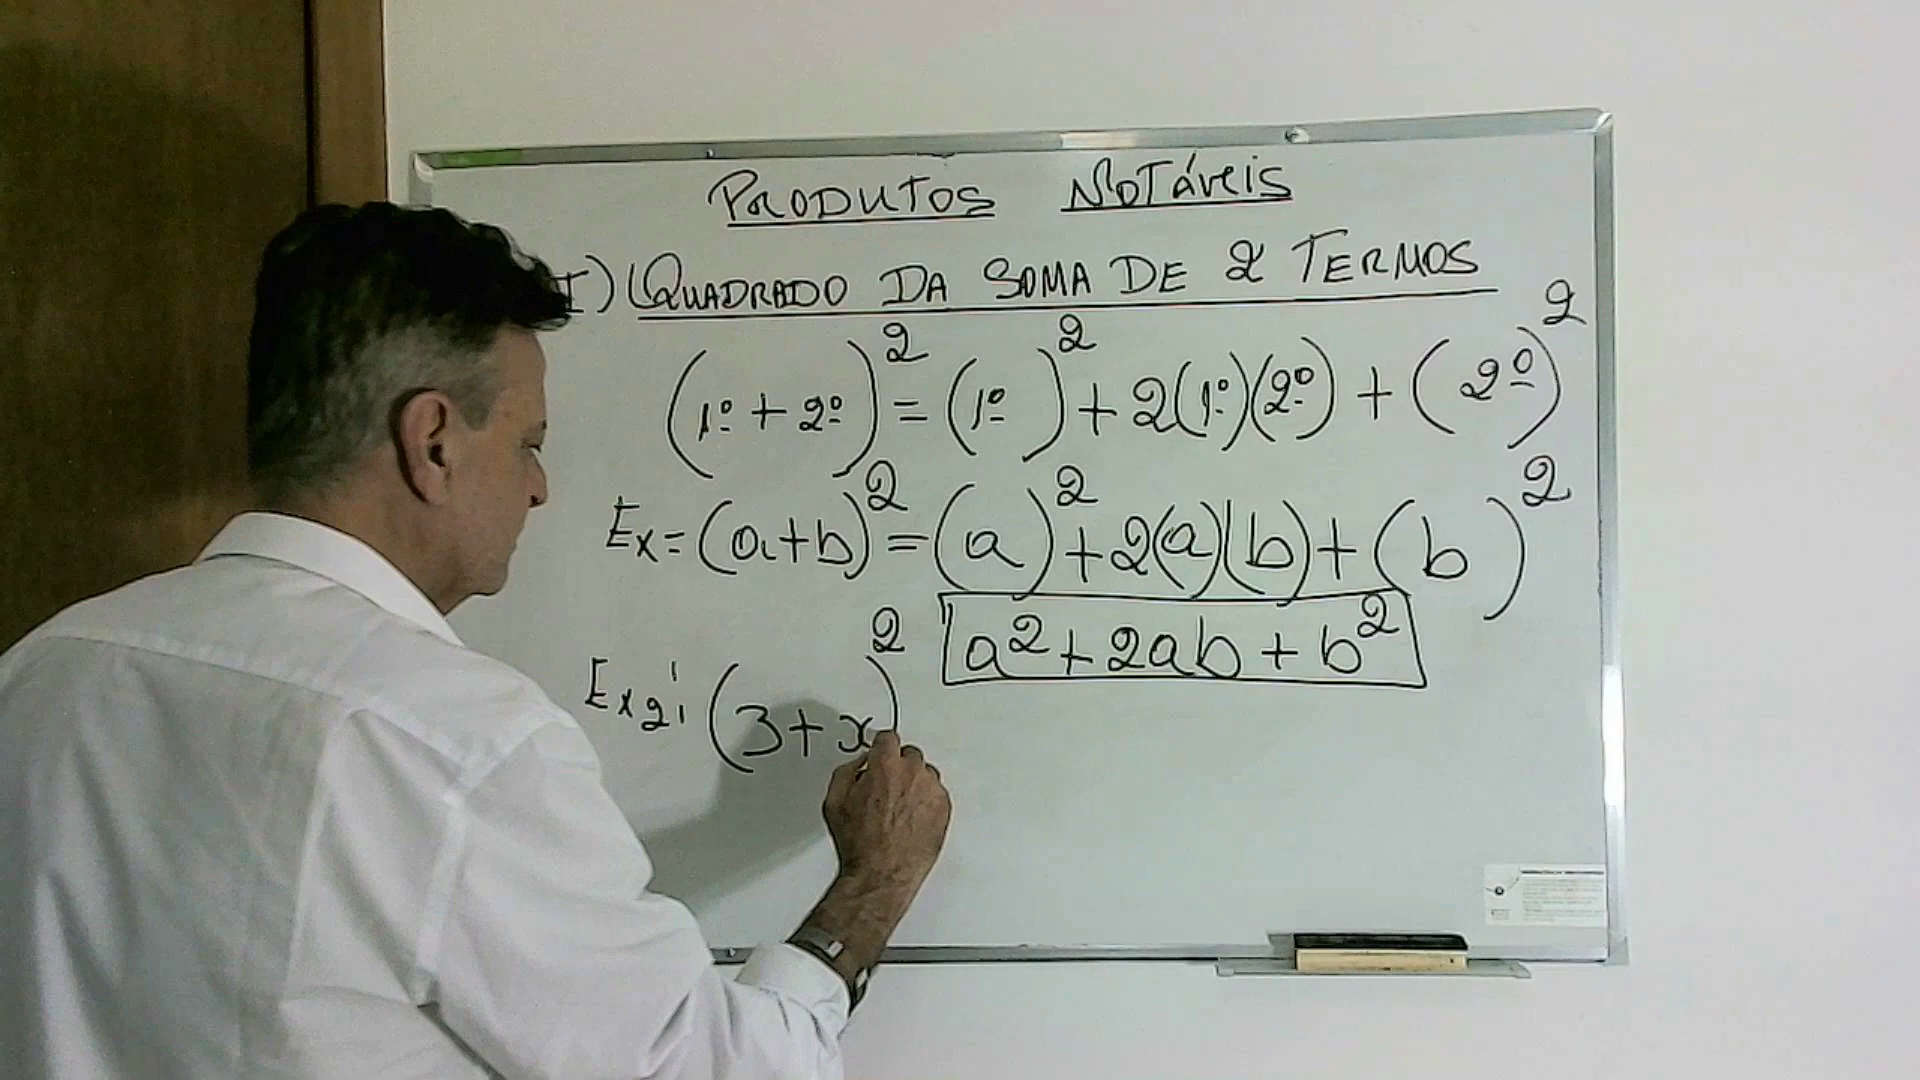 PRODUTOS NOTÁVEIS
I) QUADRADO DA SOMA DE 2 TERMOS
(1º + 2º)² = (1º)² + 2(1º)(2º) + (2º)²
Ex = (a+b)² = (a)² + 2(a)(b) + (b)²
a² + 2ab + b²
Ex2: (3+x)²